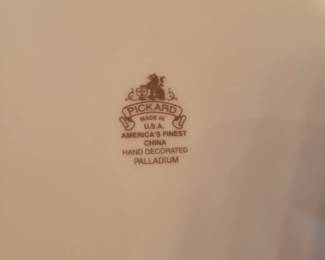 PICKARD
MADE IN
U.S.A.
AMERICA'S FINEST
CHINA
HAND DECORATED
PALLADIUM